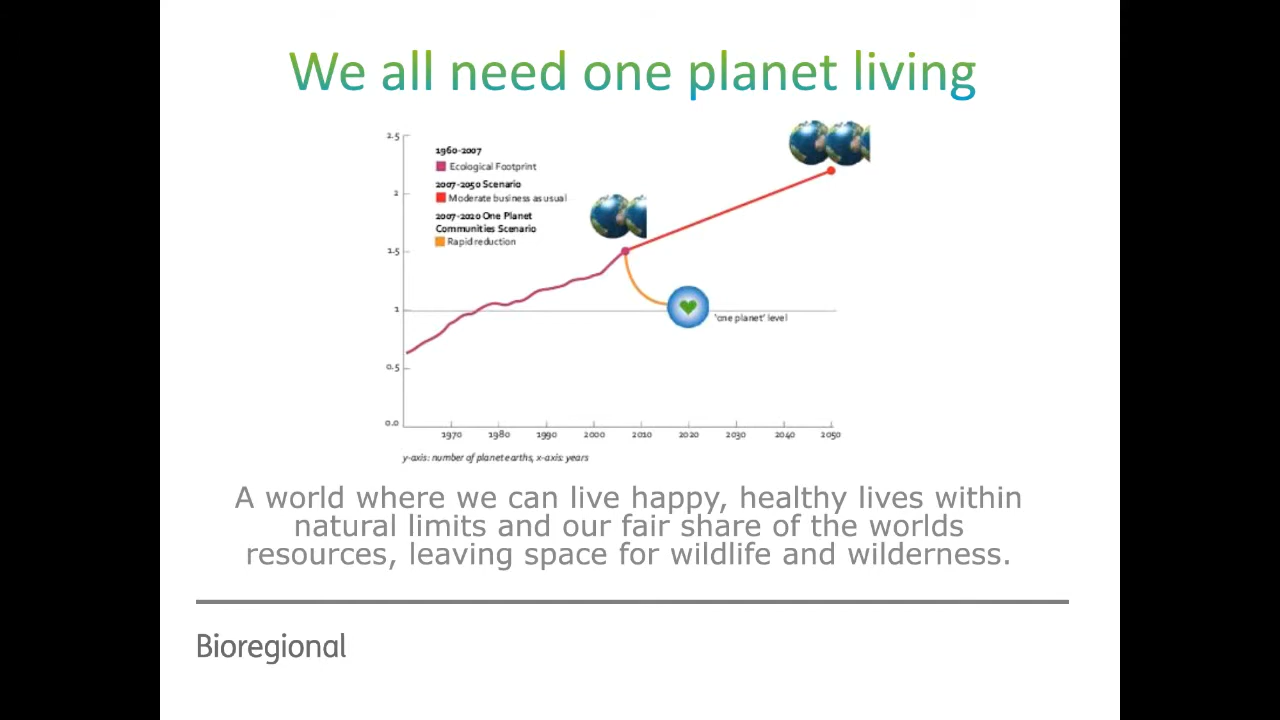 We all need one planet living
2.5
1960-2007
Ecological Footprint
2007-2050 Scenario
Moderate business as usual
2007-2020 One Planet
Communities Scenario
Rapid reduction
2
1.5
1
'one planet' level
0.5
0.0
1970 1980 1990 2000 2010 2020 2030 2040 2050
y-axis: number of planet earths, x-axis: years
A world where we can live happy, healthy lives within
natural limits and our fair share of the worlds
resources, leaving space for wildlife and wilderness.
Bioregional